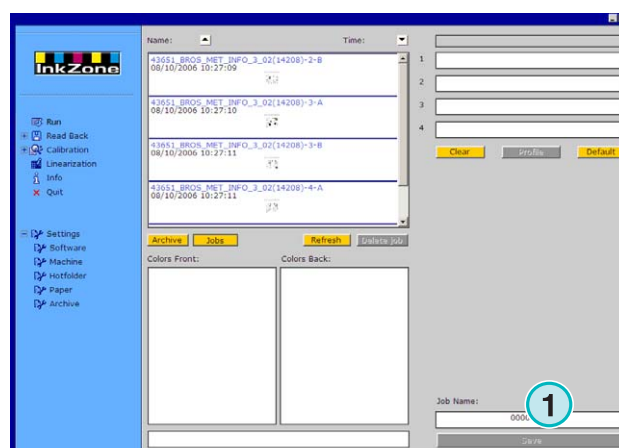 InkZone
Run
Read Back
Calibration
Linearization
Info
Quit
Settings
Software
Machine
Hotfolder
Paper
Archive
Name:
Time:
43651_BROS_MET_INFO_3_02(14208)-2-B
08/10/2006 10:27:09
43651_BROS_MET_INFO_3_02(14208)-3-A
08/10/2006 10:27:10
43651_BROS_MET_INFO_3_02(14208)-3-B
08/10/2006 10:27:11
43651_BROS_MET_INFO_3_02(14208)-4-A
08/10/2006 10:27:11
Archive
Jobs
Refresh
Delete job
Colors Front:
Colors Back:
1
2
3
4
Clear
Profile
Default
Job Name:
1
Save